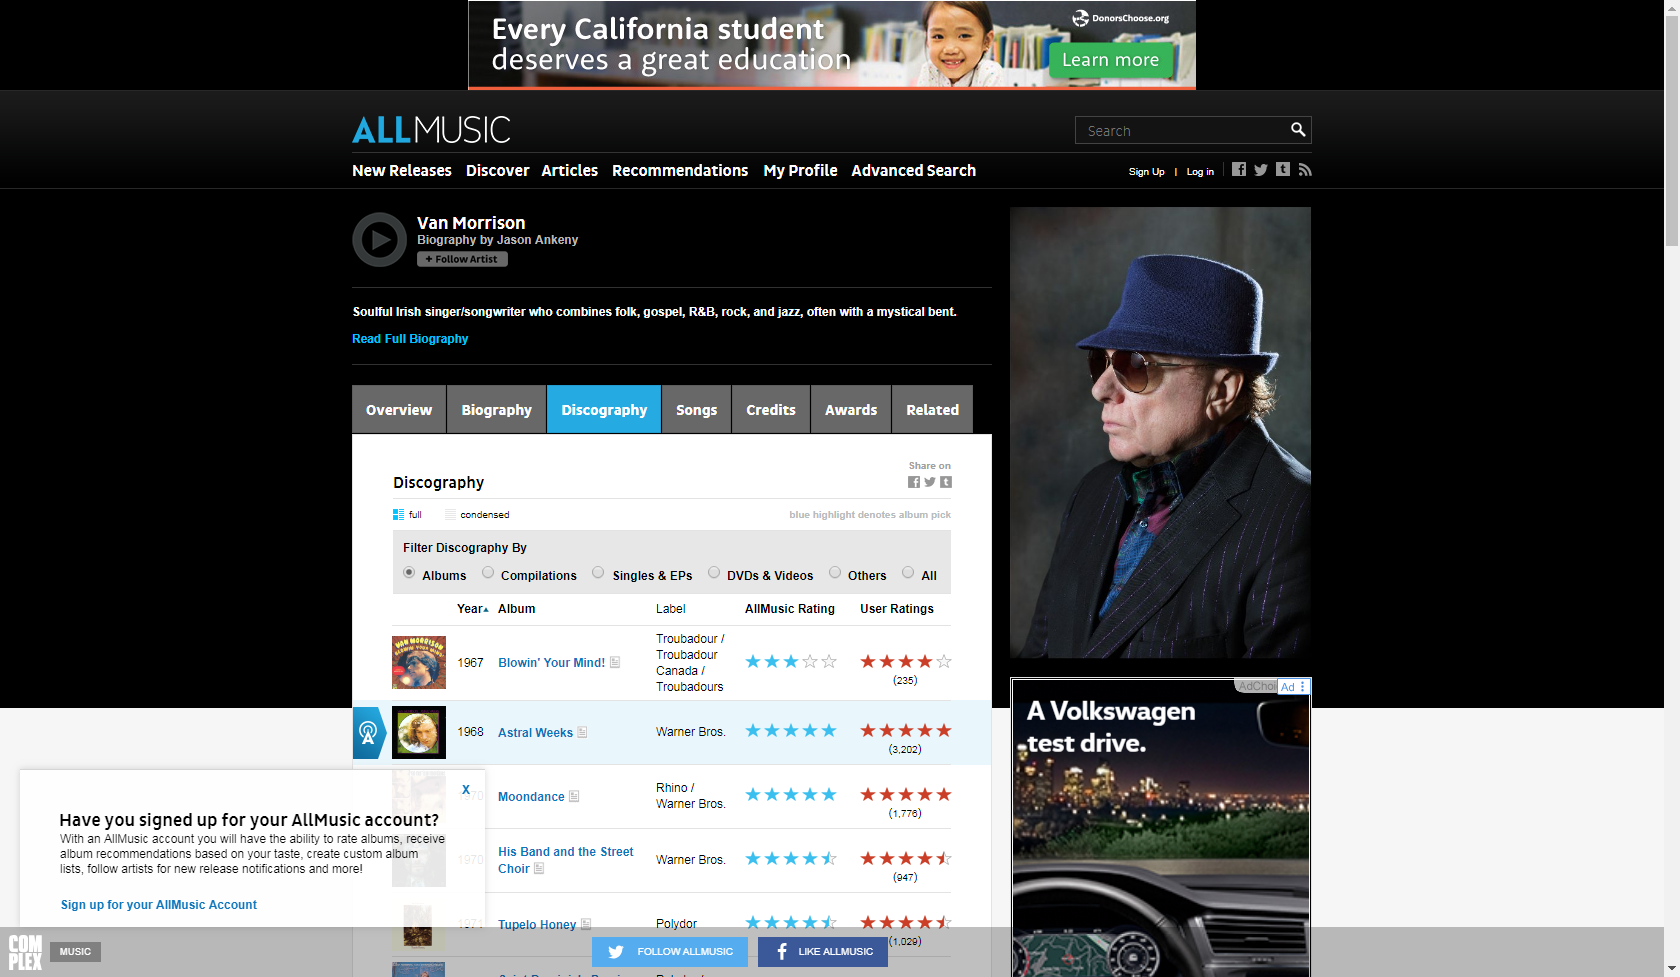 Every California student
deserves a great education
DonorsChoose.org
Learn more
ALLMUSIC
Search
New Releases Discover Articles Recommendations My Profile Advanced Search
Sign Up | Log in
Van Morrison
Biography by Jason Ankeny
+ Follow Artist
Soulful Irish singer/songwriter who combines folk, gospel, R&B, rock, and jazz, often with a mystical bent.
Read Full Biography
Overview Biography Discography Songs Credits Awards Related
Share on
Discography
full condensed blue highlight denotes album pick
Filter Discography By
Albums Compilations Singles & EPs DVDs & Videos Others All
Year Album Label AllMusic Rating User Ratings
VAN MORRISON
BLOWIN' YOUR MIND!
1967 Blowin' Your Mind! Troubadour /
Troubadour
Canada /
Troubadours
(235)
1968 Astral Weeks Warner Bros.
(3,202)
1970 Moondance Rhino /
Warner Bros.
(1,776)
1970 His Band and the Street
Choir Warner Bros.
(947)
1971 Tupelo Honey Polydor
(1,029)
X
Have you signed up for your AllMusic account?
With an AllMusic account you will have the ability to rate albums, receive
album recommendations based on your taste, create custom album
lists, follow artists for new release notifications and more!
Sign up for your AllMusic Account
AdChoi Ad
A Volkswagen
test drive.
COM
PLEX
MUSIC
FOLLOW ALLMUSIC
LIKE ALLMUSIC